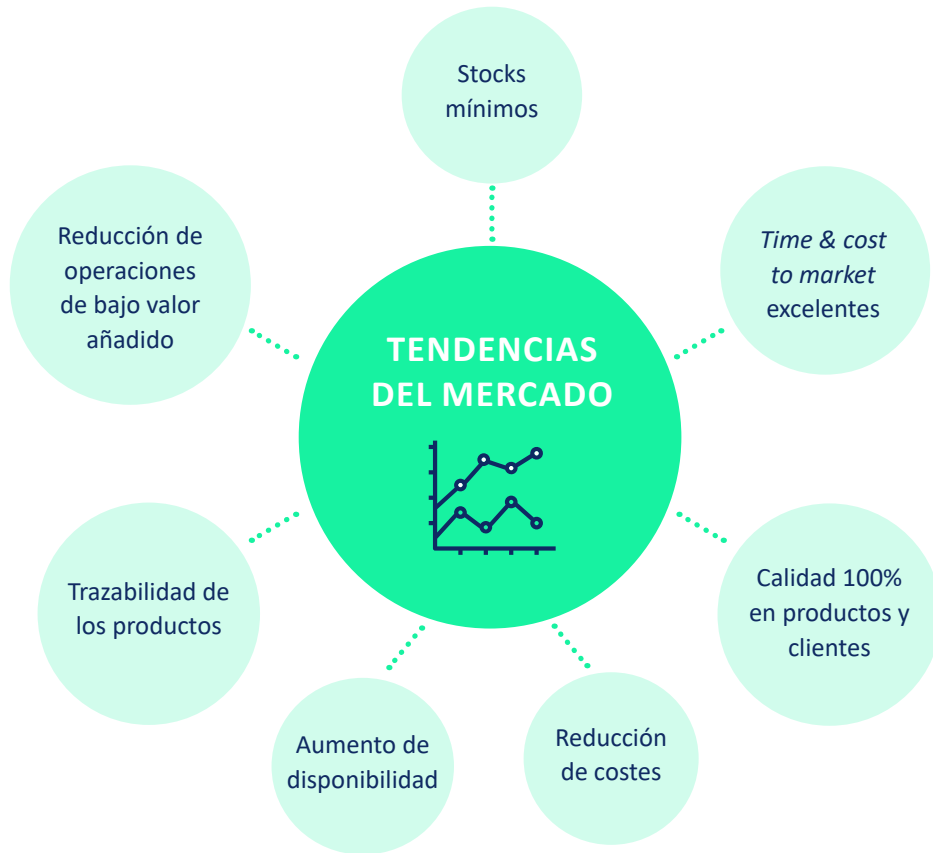 Stocks
mínimos
Reducción de
operaciones
de bajo valor
añadido
Time & cost
to market
excelentes
TENDENCIAS
DEL MERCADO
Trazabilidad de
los productos
Calidad 100%
en productos y
clientes
Aumento de
disponibilidad
Reducción
de costes